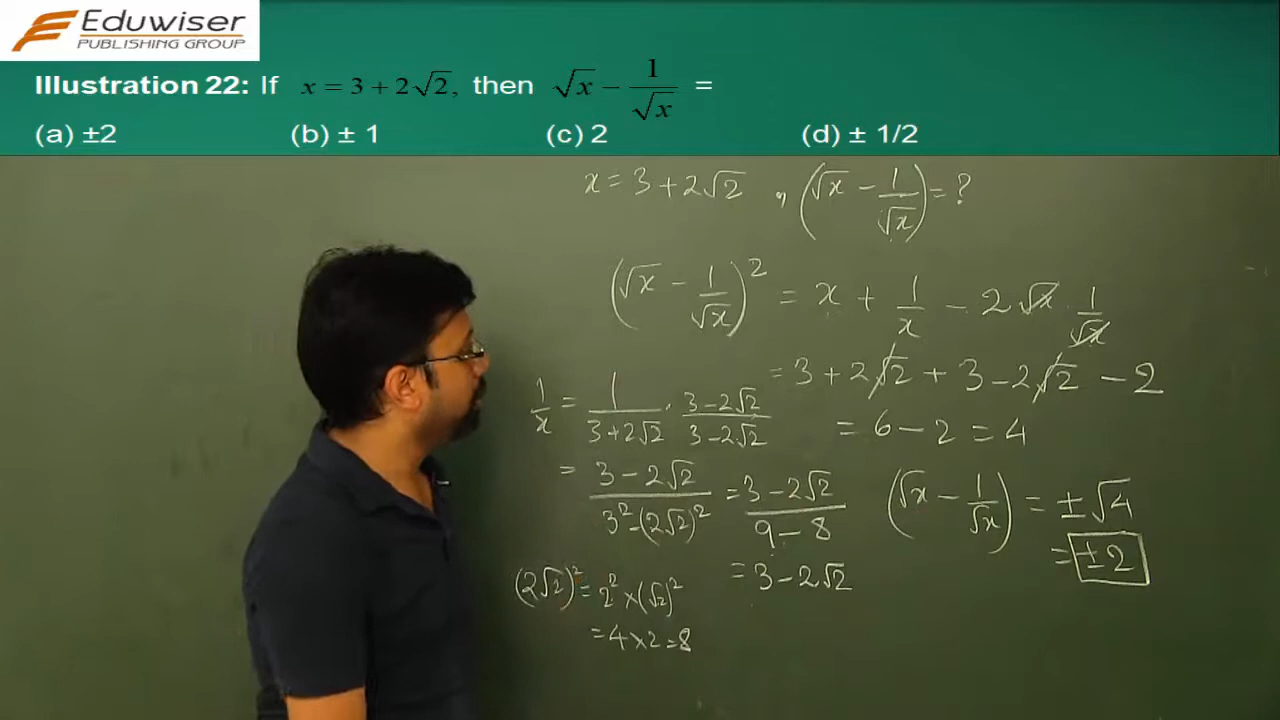 Eduwiser
PUBLISHING GROUP
Illustration 22: If x = 3 + 2√2, then √x − 1/√x =
(a) ±2 (b) ± 1 (c) 2 (d) ± 1/2
x = 3 + 2√2 , (√x − 1/√x) = ?
(√x − 1/√x)² = x + 1/x − 2√x · 1/√x
= 3 + 2√2 + 3 − 2√2 − 2
1/x = 1/(3+2√2) · (3−2√2)/(3−2√2)
= 6 − 2 = 4
= (3 − 2√2)/(3² − (2√2)²) = (3 − 2√2)/(9 − 8)
(√x − 1/√x) = ±√4
= ±2
= 3 − 2√2
(2√2)² = 2² × (√2)²
= 4 × 2 = 8